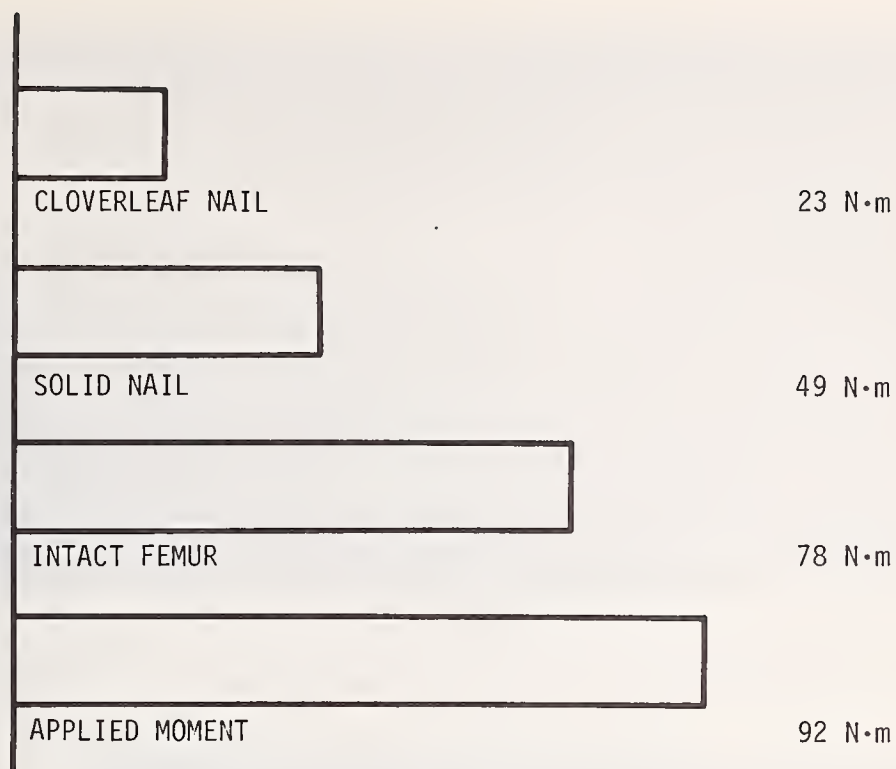 CLOVERLEAF NAIL 23 N·m
SOLID NAIL 49 N·m
INTACT FEMUR 78 N·m
APPLIED MOMENT 92 N·m